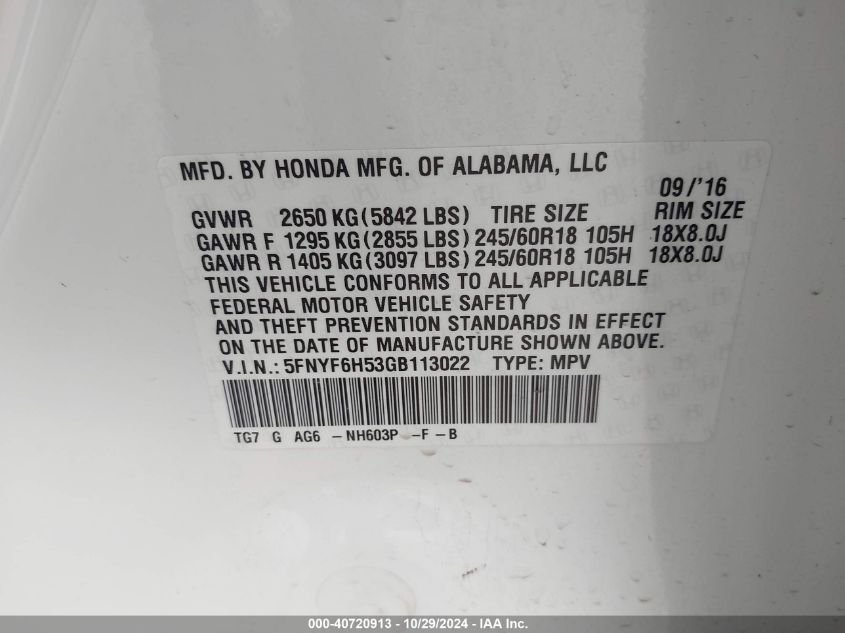 MFD. BY HONDA MFG. OF ALABAMA, LLC
09/'16
GVWR 2650 KG (5842 LBS) TIRE SIZE RIM SIZE
GAWR F 1295 KG (2855 LBS) 245/60R18 105H 18X8.0J
GAWR R 1405 KG (3097 LBS) 245/60R18 105H 18X8.0J
THIS VEHICLE CONFORMS TO ALL APPLICABLE
FEDERAL MOTOR VEHICLE SAFETY
AND THEFT PREVENTION STANDARDS IN EFFECT
ON THE DATE OF MANUFACTURE SHOWN ABOVE.
V.I.N.: 5FNYF6H53GB113022 TYPE: MPV
TG7 G AG6 -NH603P -F-B
000-40720913 - 10/29/2024 - IAA Inc.